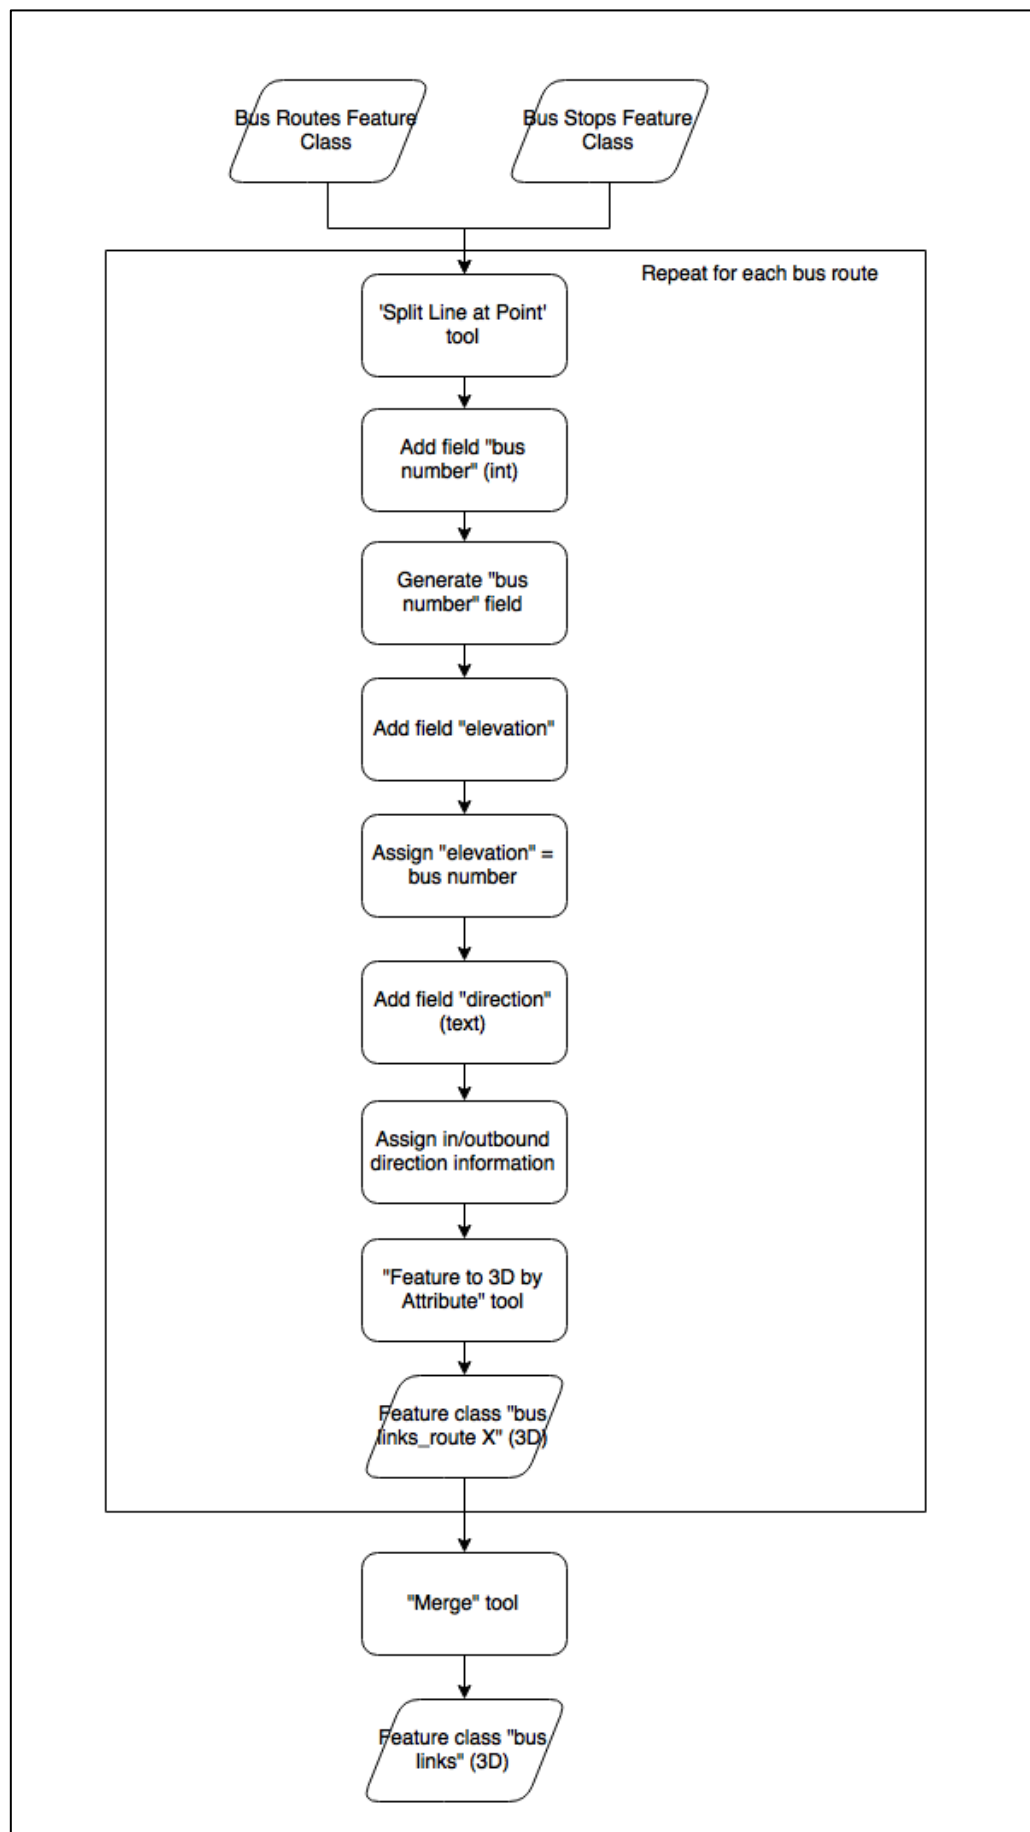 Bus Routes Feature
Class
Bus Stops Feature
Class
Repeat for each bus route
'Split Line at Point'
tool
Add field "bus
number" (int)
Generate "bus
number" field
Add field "elevation"
Assign "elevation" =
bus number
Add field "direction"
(text)
Assign in/outbound
direction information
"Feature to 3D by
Attribute" tool
Feature class "bus
links_route X" (3D)
"Merge" tool
Feature class "bus
links" (3D)